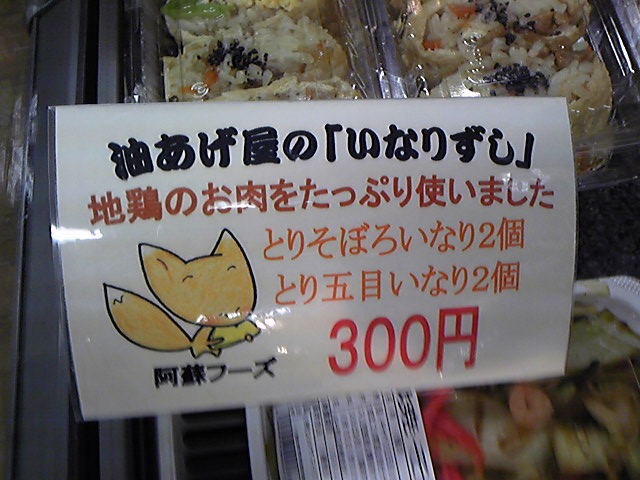 油あげ屋の「いなりずし」
地鶏のお肉をたっぷり使いました
とりそぼろいなり2個
とり五目いなり2個
300円
阿蘇フーズ